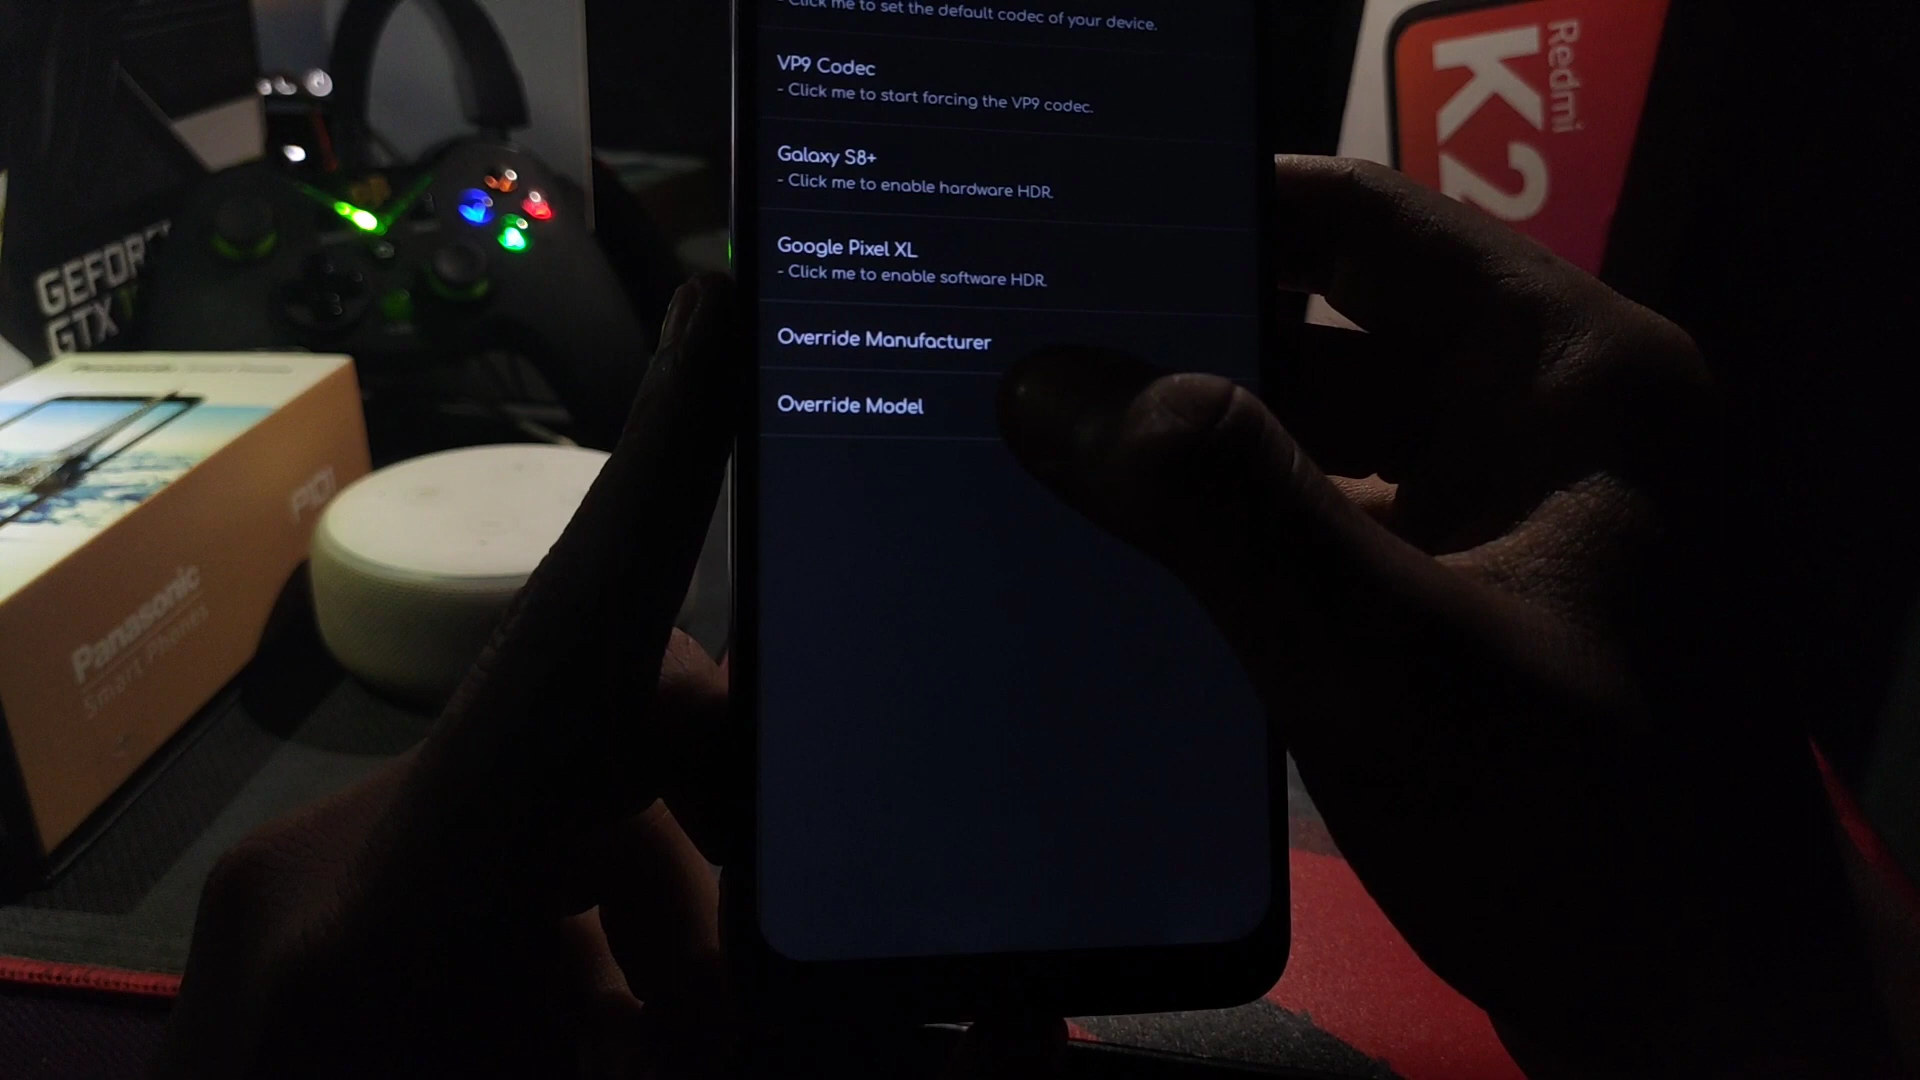 - Click me to set the default codec of your device.
VP9 Codec
- Click me to start forcing the VP9 codec.
Galaxy S8+
- Click me to enable hardware HDR.
Google Pixel XL
- Click me to enable software HDR.
Override Manufacturer
Override Model
Redmi
K2
GEFOR
GTX
Panasonic
Smart Phones
P101